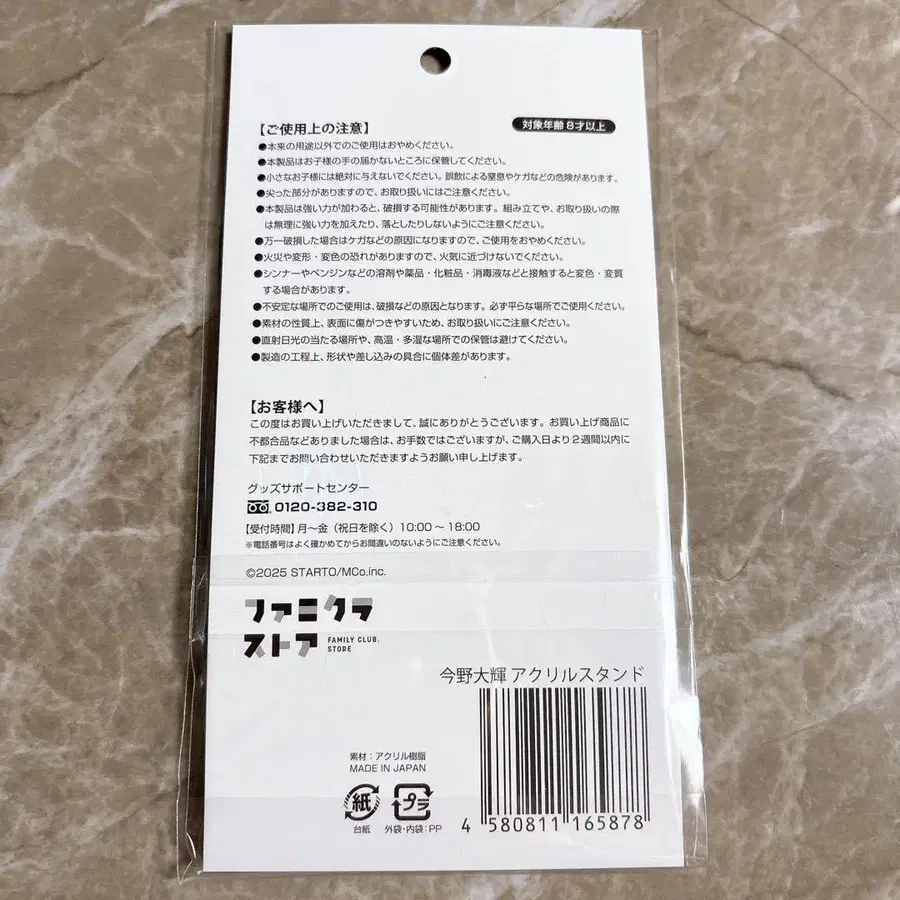 【ご使用上の注意】
対象年齢8才以上
●本来の用途以外でのご使用はおやめください。
●本製品はお子様の手の届かないところに保管してください。
●小さなお子様には絶対に与えないでください。誤飲による窒息やケガなどの危険があります。
●尖った部分がありますので、お取り扱いにはご注意ください。
●本製品は強い力が加わると、破損する可能性があります。組み立てや、お取り扱いの際
は無理に強い力を加えたり、落としたりしないようにご注意ください。
●万一破損した場合はケガなどの原因になりますので、ご使用をおやめください。
●火災や変形・変色の恐れがありますので、火気に近づけないでください。
●シンナーやベンジンなどの溶剤や薬品・化粧品・消毒液などと接触すると変色・変質
する場合があります。
●不安定な場所でのご使用は、破損などの原因となります。必ず平らな場所でご使用ください。
●素材の性質上、表面に傷がつきやすいため、お取り扱いにご注意ください。
●直射日光の当たる場所や、高温・多湿な場所での保管は避けてください。
●製造の工程上、形状や差し込みの具合に個体差があります。
【お客様へ】
この度はお買い上げいただきまして、誠にありがとうございます。お買い上げ商品に
不都合品などありました場合は、お手数ではございますが、ご購入日より2週間以内に
下記までお問い合わせいただきますようお願い申し上げます。
グッズサポートセンター
0120-382-310
【受付時間】月〜金（祝日を除く）10:00〜18:00
※電話番号はよく確かめてからお間違いのないようにご注意ください。
©2025 STARTO/MCo.inc.
ファミクラ
ストア
FAMILY CLUB.
STORE
今野大輝 アクリルスタンド
素材：アクリル樹脂
MADE IN JAPAN
紙
台紙
プラ
外袋・内袋：PP
4 580811 165878